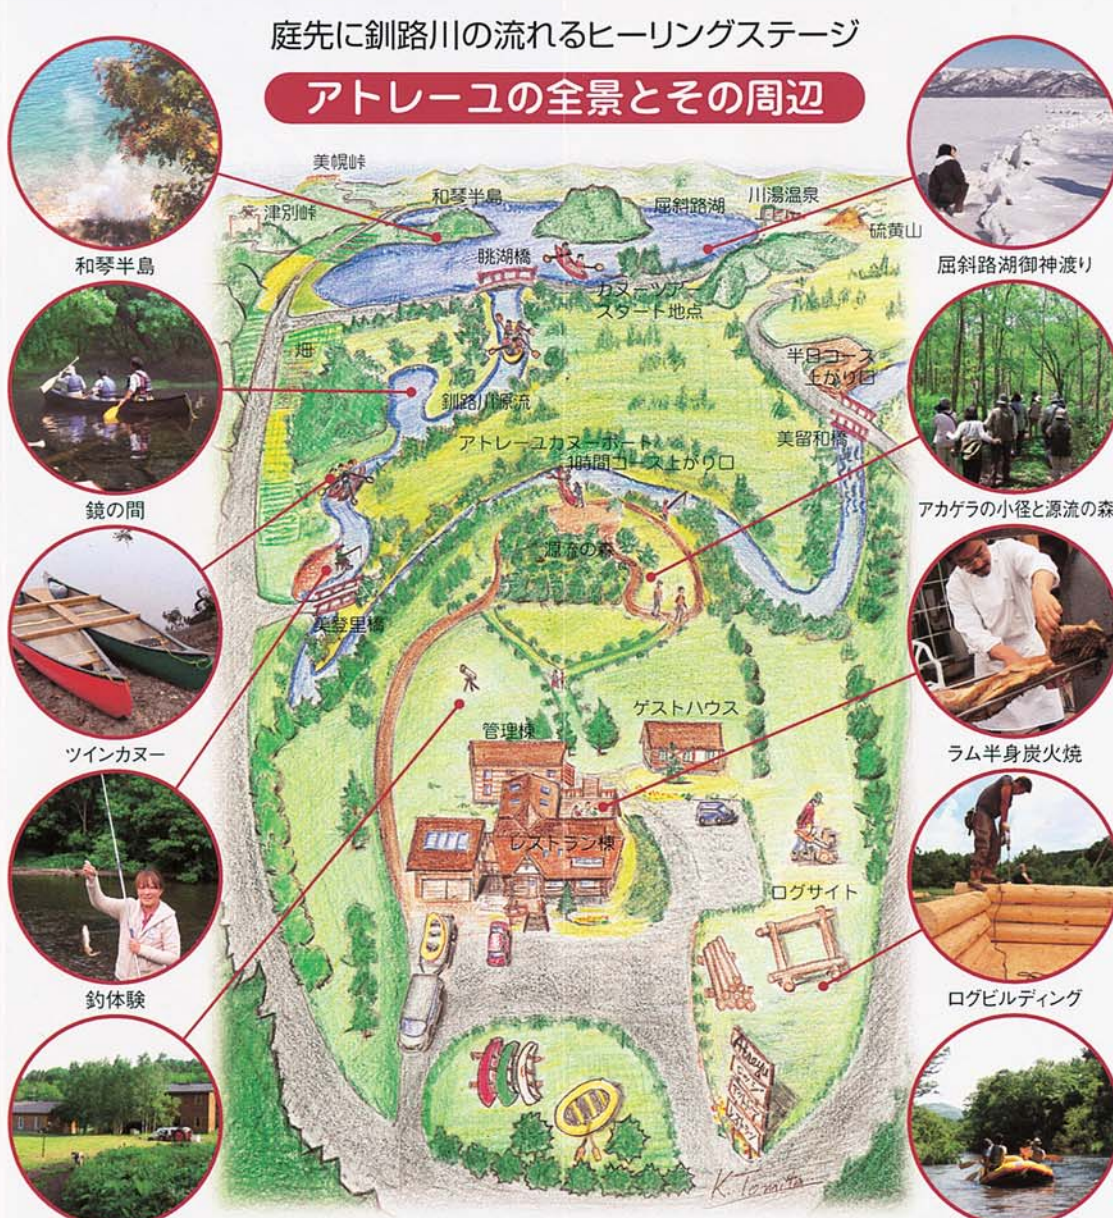 庭先に釧路川の流れるヒーリングステージ
アトレーユの全景とその周辺
美幌峠
和琴半島
屈斜路湖
川湯温泉
津別峠
硫黄山
眺湖橋
和琴半島
屈斜路湖御神渡り
カヌーツアー
スタート地点
畑
半日コース
上がり口
釧路川源流
アトレーユカヌーポート
1時間コース上がり口
美留和橋
鏡の間
アカゲラの小径と源流の森
源流の森
美登里橋
ゲストハウス
管理棟
ツインカヌー
ラム半身炭火焼
レストラン棟
ログサイト
釣体験
ログビルディング
Atreyu
レストラン
K. Tomita